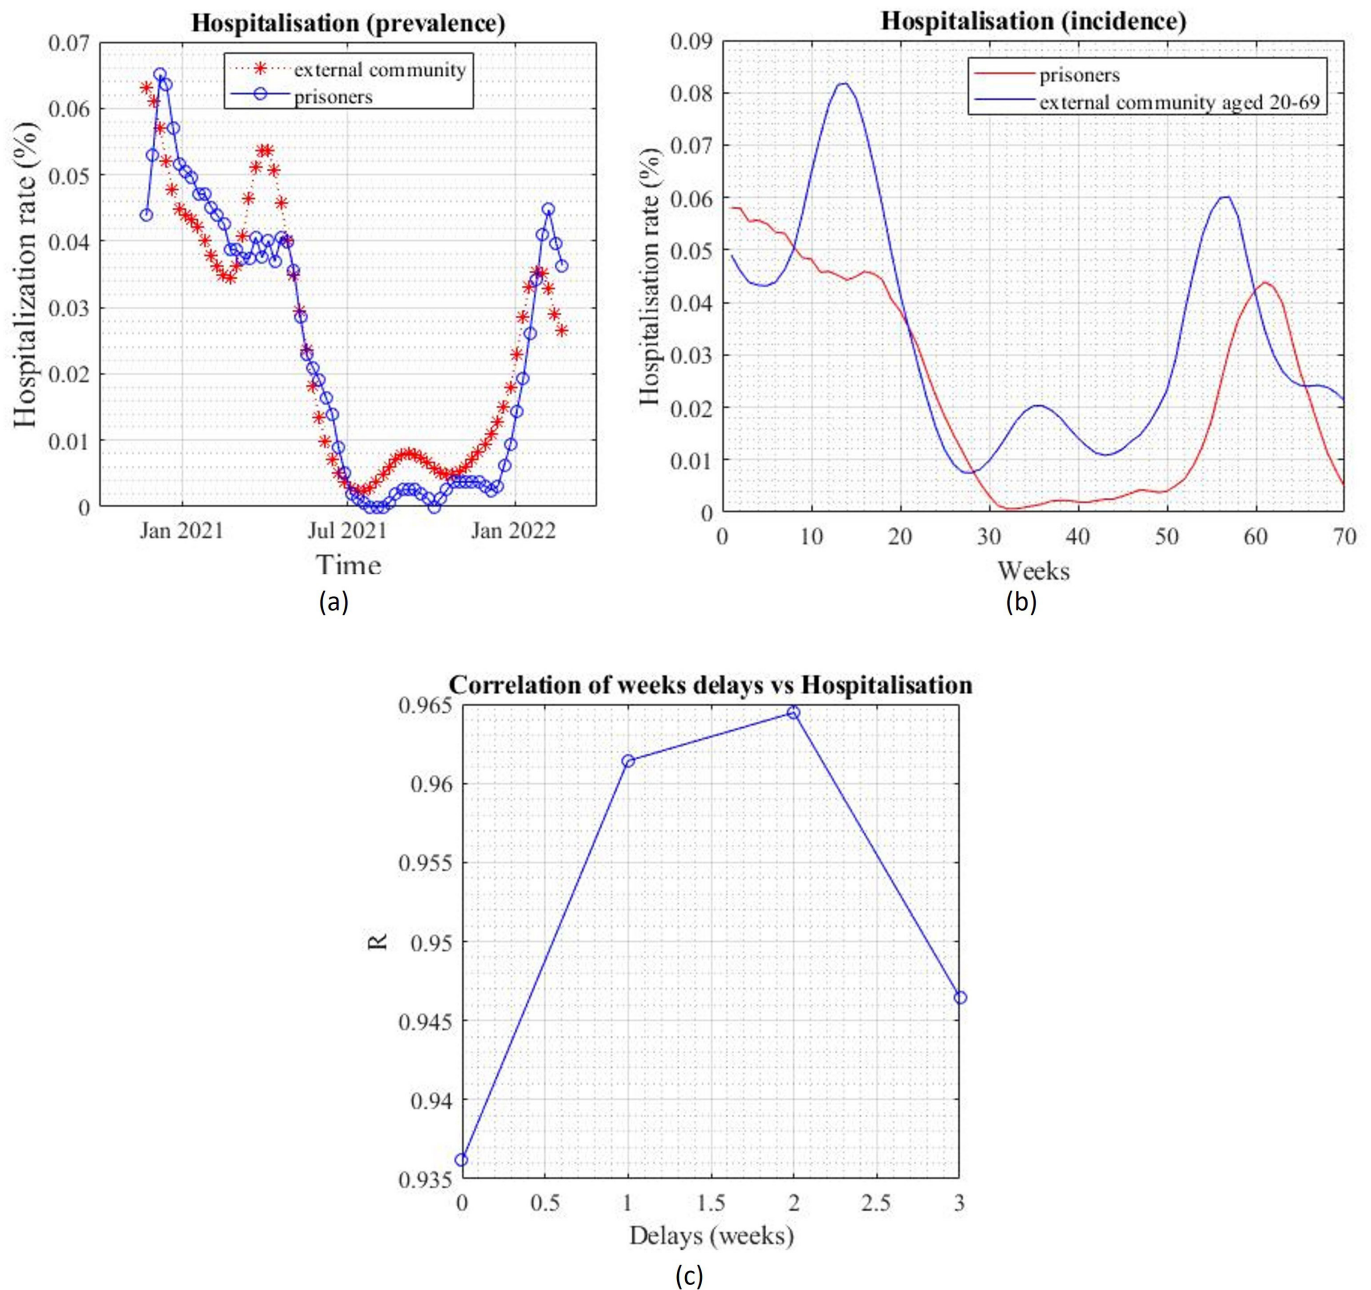 Hospitalisation (prevalence)
external community
prisoners
Hospitalization rate (%)
0.07
0.06
0.05
0.04
0.03
0.02
0.01
0
Jan 2021
Jul 2021
Jan 2022
Time
(a)
Hospitalisation (incidence)
prisoners
external community aged 20-69
Hospitalisation rate (%)
0.09
0.08
0.07
0.06
0.05
0.04
0.03
0.02
0.01
0
0
10
20
30
40
50
60
70
Weeks
(b)
Correlation of weeks delays vs Hospitalisation
R
0.965
0.96
0.955
0.95
0.945
0.94
0.935
0
0.5
1
1.5
2
2.5
3
Delays (weeks)
(c)